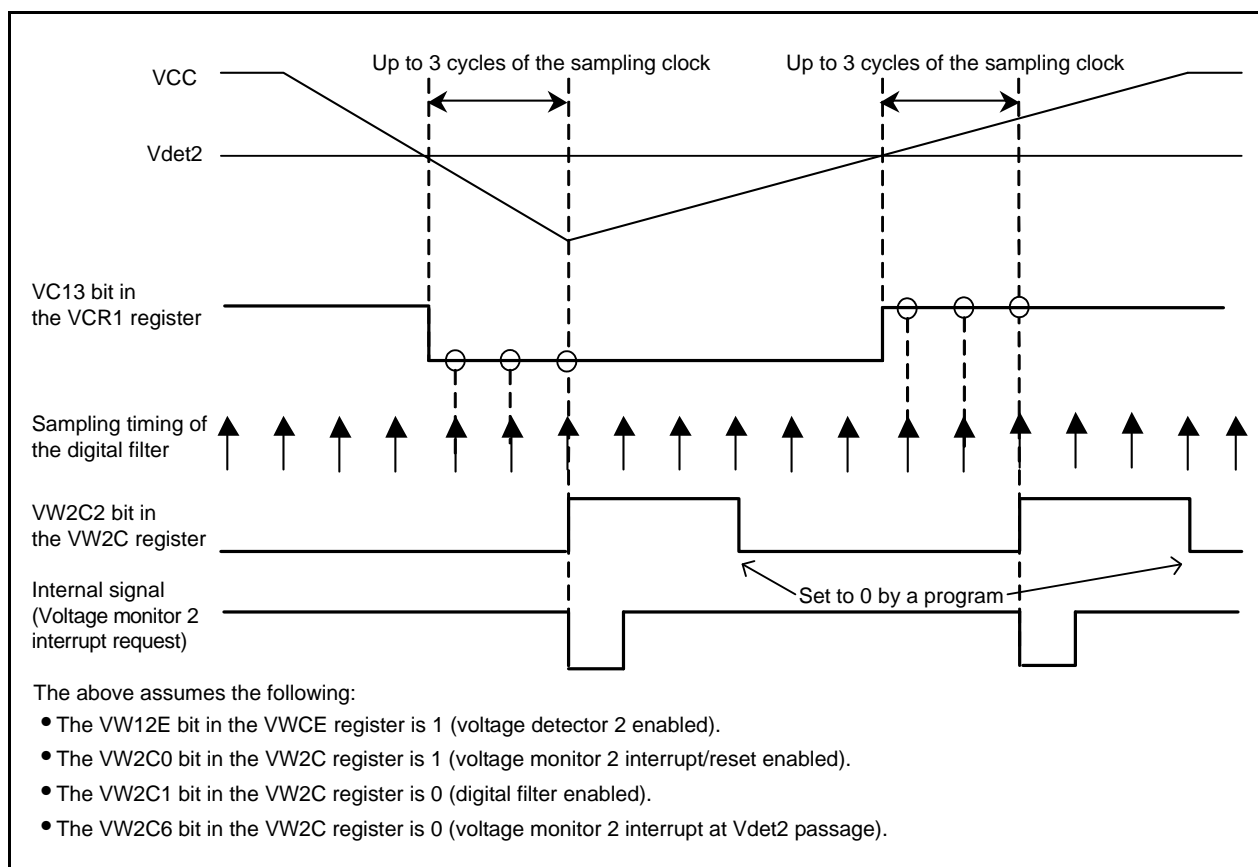 Up to 3 cycles of the sampling clock
Up to 3 cycles of the sampling clock
VCC
Vdet2
VC13 bit in
the VCR1 register
Sampling timing of
the digital filter
VW2C2 bit in
the VW2C register
Set to 0 by a program
Internal signal
(Voltage monitor 2
interrupt request)
The above assumes the following:
• The VW12E bit in the VWCE register is 1 (voltage detector 2 enabled).
• The VW2C0 bit in the VW2C register is 1 (voltage monitor 2 interrupt/reset enabled).
• The VW2C1 bit in the VW2C register is 0 (digital filter enabled).
• The VW2C6 bit in the VW2C register is 0 (voltage monitor 2 interrupt at Vdet2 passage).